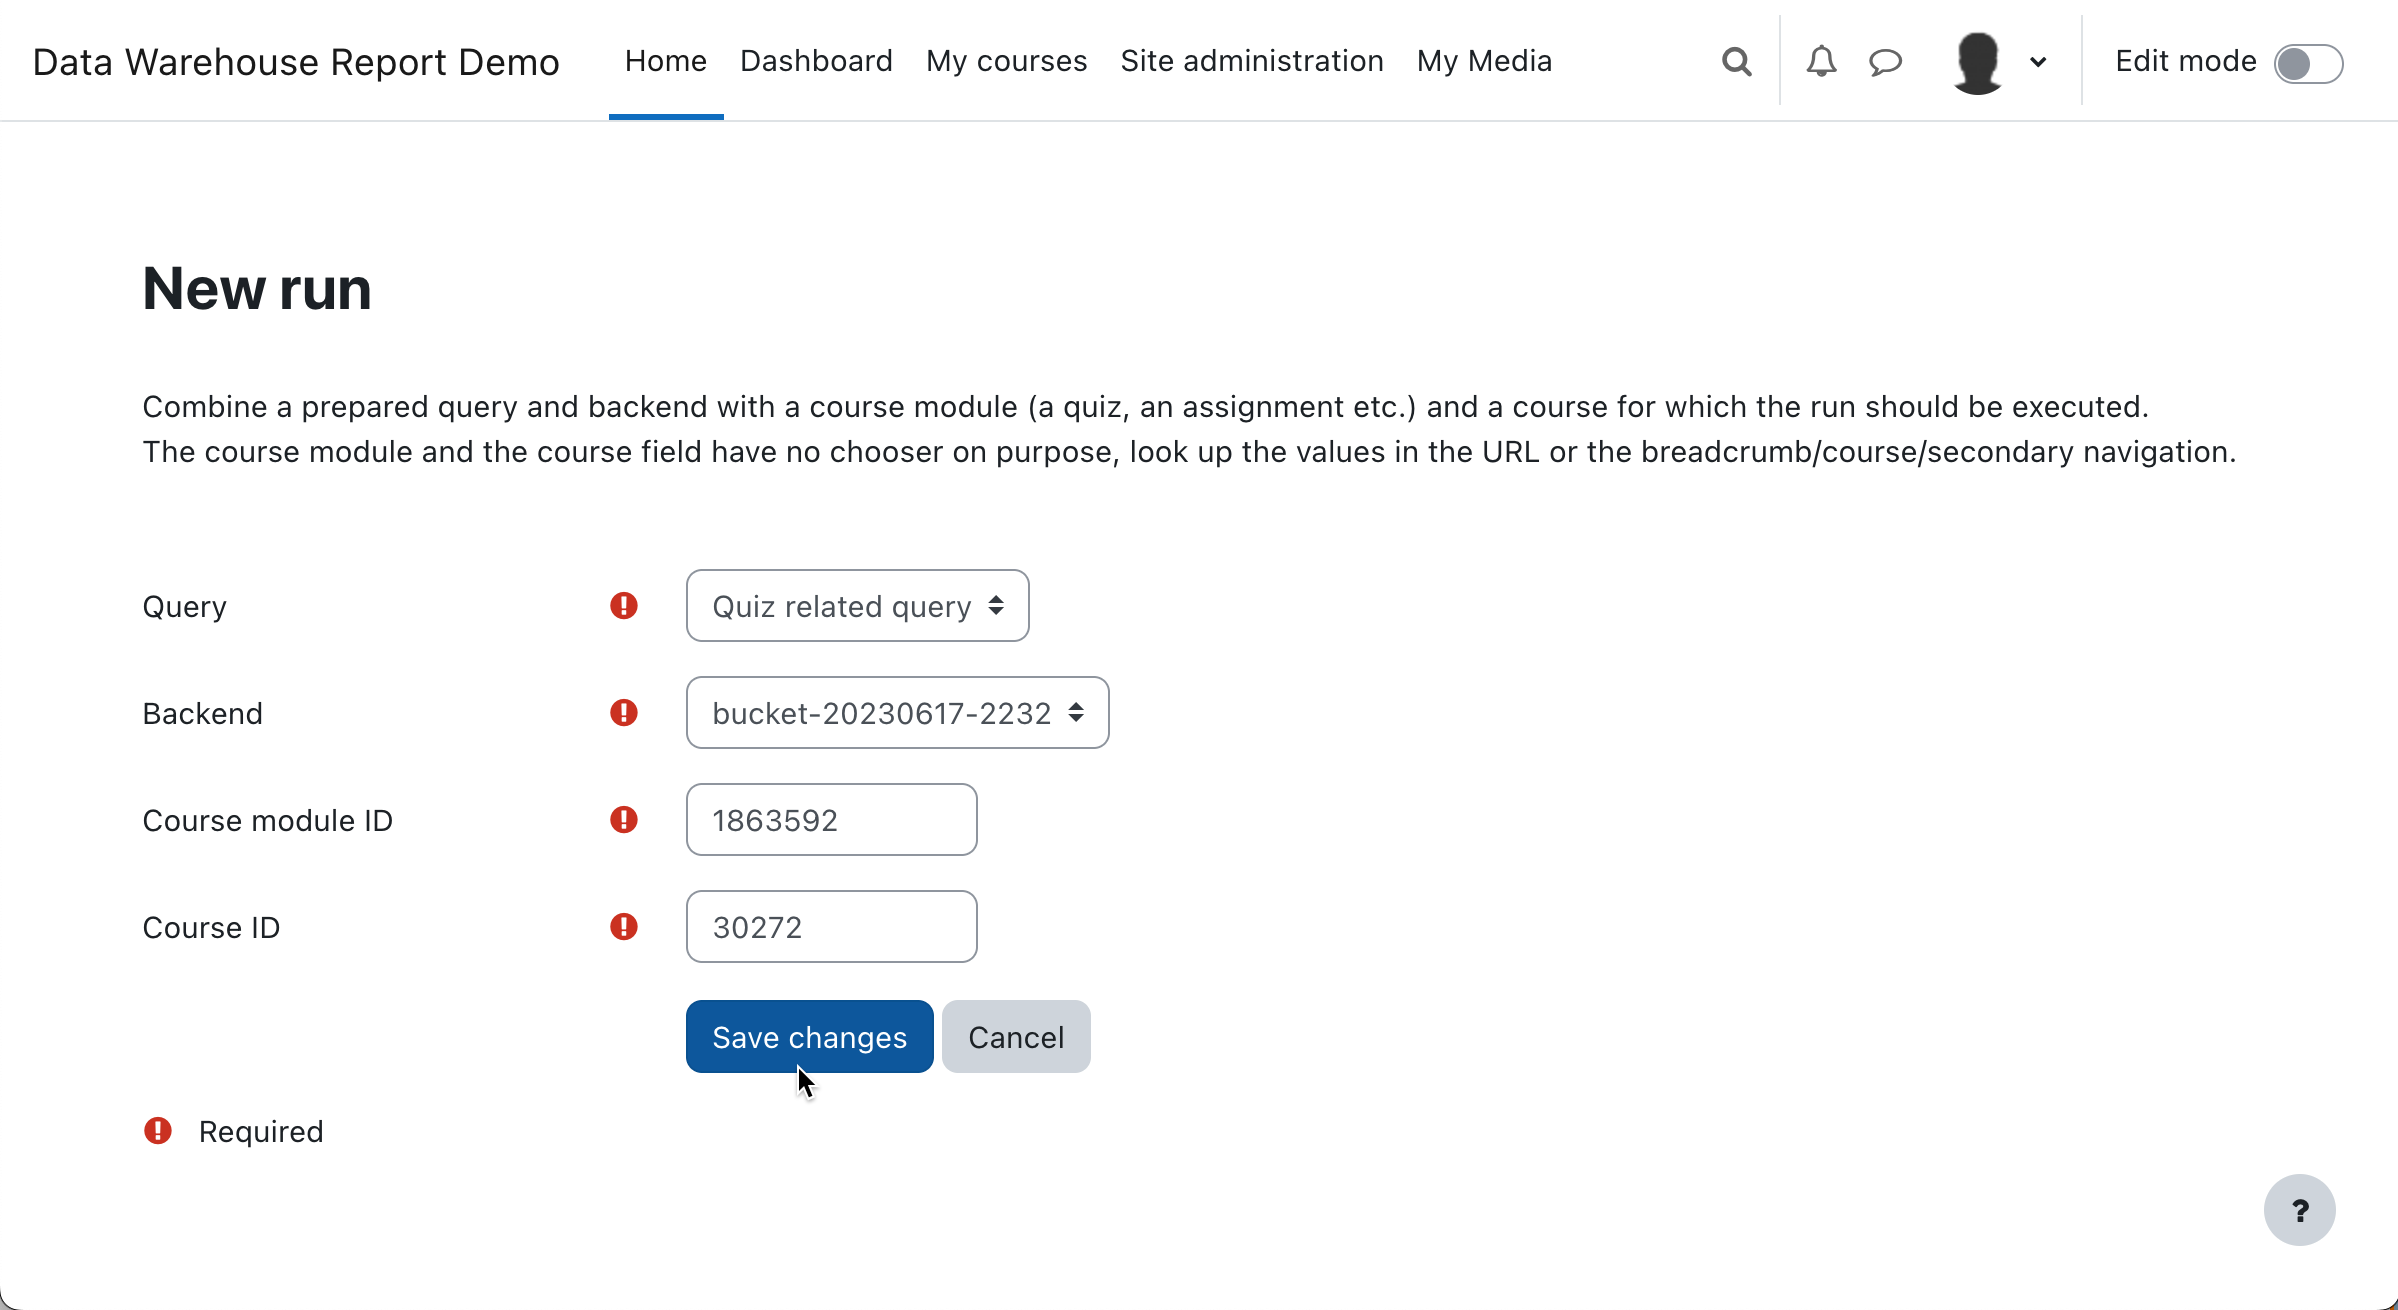 Data Warehouse Report Demo Home Dashboard My courses Site administration My Media Edit mode
New run
Combine a prepared query and backend with a course module (a quiz, an assignment etc.) and a course for which the run should be executed.
The course module and the course field have no chooser on purpose, look up the values in the URL or the breadcrumb/course/secondary navigation.
Query Quiz related query
Backend bucket-20230617-2232
Course module ID 1863592
Course ID 30272
Save changes Cancel
Required
?